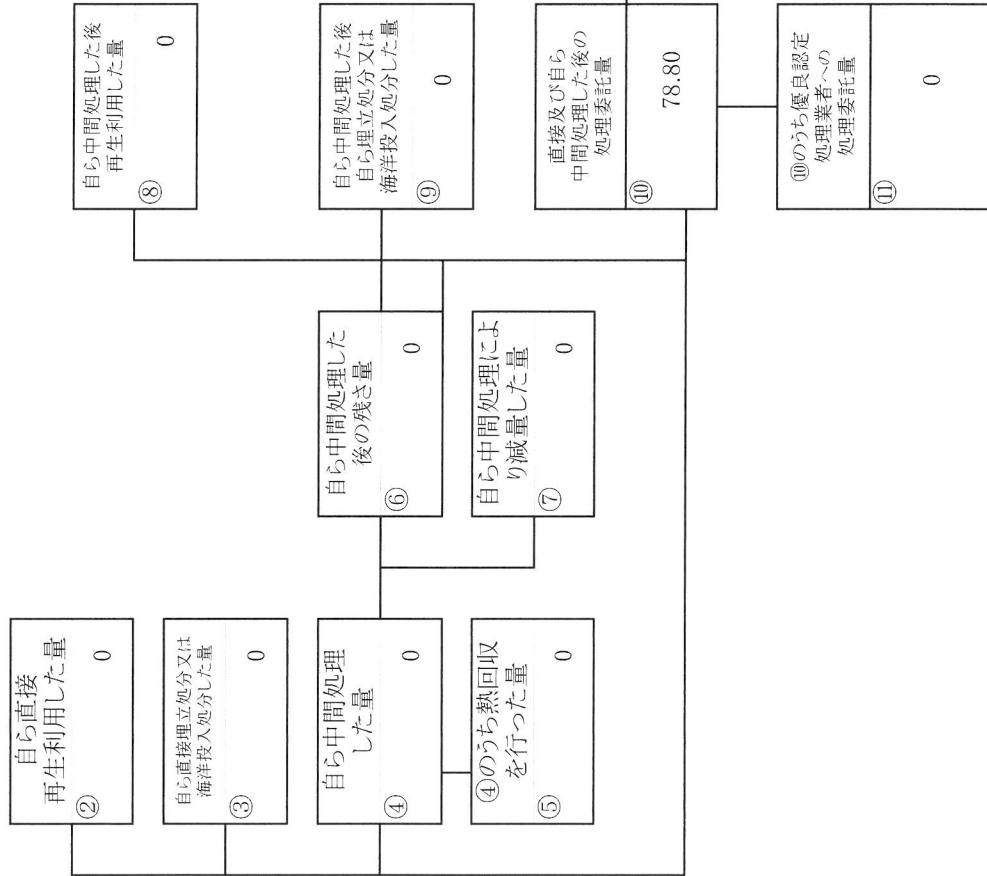 自ら直接
再生利用した量
②
0
自ら直接埋立処分又は
海洋投入処分した量
③
0
自ら中間処理
した量
④
0
④のうち熱回収
を行った量
⑤
0
自ら中間処理した
後の残さ量
⑥
0
自ら中間処理によ
り減量した量
⑦
0
自ら中間処理した後
再生利用した量
⑧
0
自ら中間処理した後
自ら埋立処分又は
海洋投入処分した量
⑨
0
直接及び自ら
中間処理した後の
処理委託量
⑩
78.80
⑩のうち優良認定
処理業者への
処理委託量
⑪
0